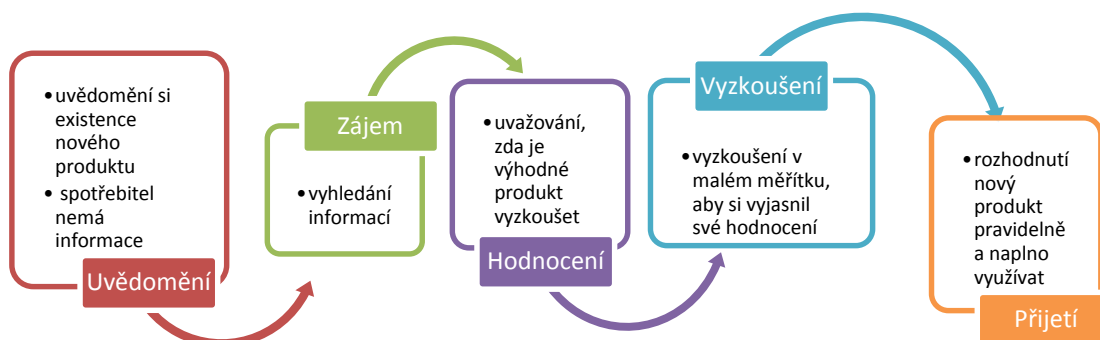 •uvědomění si
existence
nového
produktu
• spotřebitel
nemá
informace
Uvědomění
Zájem
•vyhledání
informací
•uvažování,
zda je
výhodné
produkt
vyzkoušet
Hodnocení
Vyzkoušení
•vyzkoušení v
malém měřítku,
aby si vyjasnil
své hodnocení
•rozhodnutí
nový
produkt
pravidelně
a naplno
využívat
Přijetí